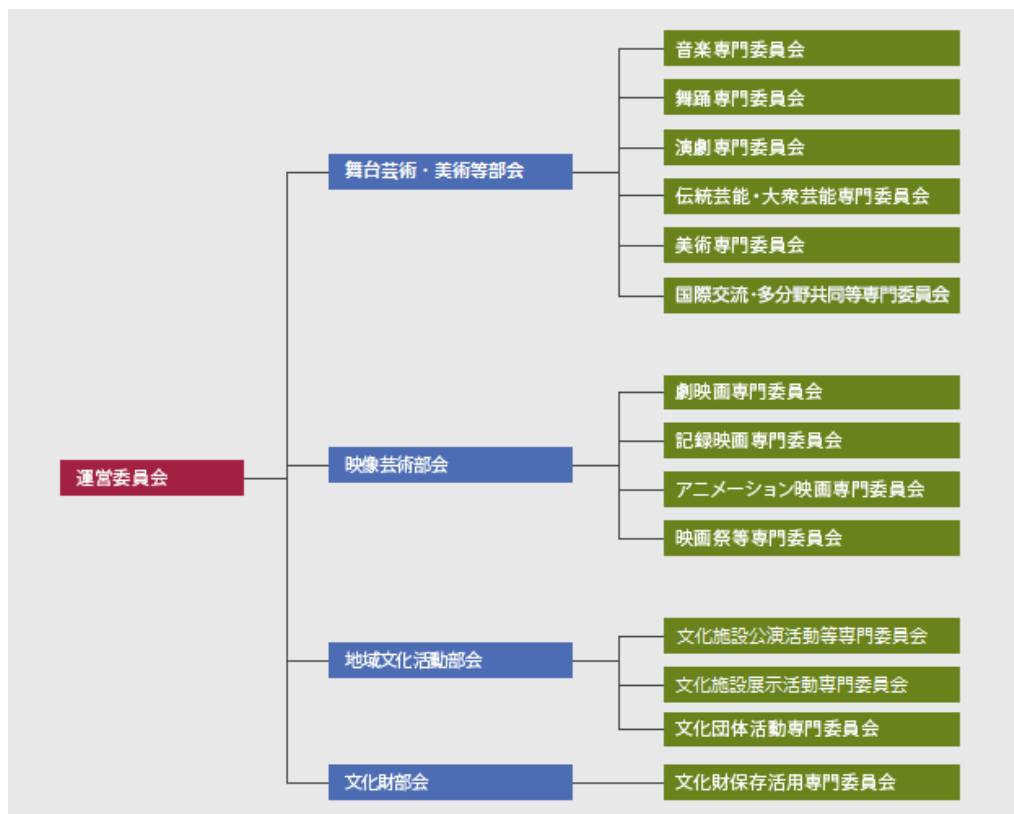 運営委員会
舞台芸術・美術等部会
音楽専門委員会
舞踊専門委員会
演劇専門委員会
伝統芸能・大衆芸能専門委員会
美術専門委員会
国際交流・多分野共同等専門委員会
映像芸術部会
劇映画専門委員会
記録映画専門委員会
アニメーション映画専門委員会
映画祭等専門委員会
地域文化活動部会
文化施設公演活動等専門委員会
文化施設展示活動専門委員会
文化団体活動専門委員会
文化財部会
文化財保存活用専門委員会